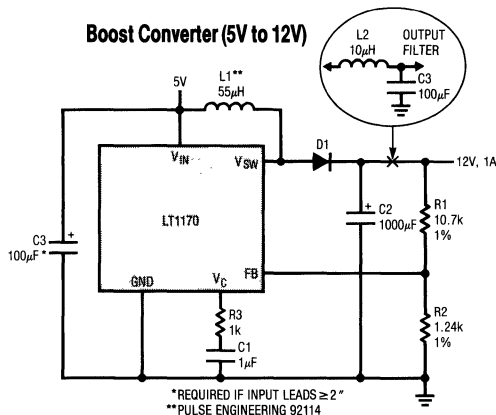 Boost Converter (5V to 12V)
L2
10µH
OUTPUT
FILTER
C3
100µF
5V
L1**
55µH
D1
12V, 1A
VIN
VSW
LT1170
C3
100µF*
+
+
C2
1000µF
R1
10.7k
1%
GND
VC
FB
R3
1k
C1
1µF
R2
1.24k
1%
*REQUIRED IF INPUT LEADS ≥ 2"
**PULSE ENGINEERING 92114